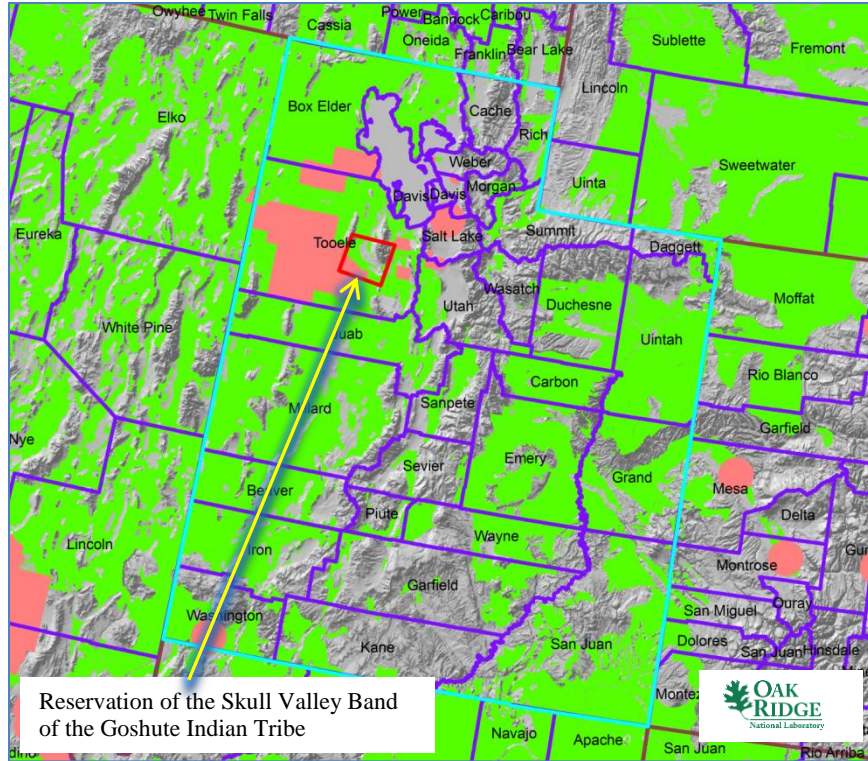 Owyhee
Twin Falls
Cassia
Power
Bannock
Caribou
Oneida
Franklin
Bear Lake
Sublette
Fremont
Lincoln
Elko
Box Elder
Cache
Rich
Weber
Sweetwater
Davis
Davis
Morgan
Uinta
Eureka
Tooele
Salt Lake
Summit
Daggett
Utah
Wasatch
Duchesne
Moffat
White Pine
Uintah
Carbon
Rio Blanco
Sanpete
Garfield
Nye
Sevier
Emery
Grand
Mesa
Beaver
Piute
Delta
Lincoln
Iron
Wayne
Montrose
Garfield
Ouray
San Miguel
Washington
Kane
San Juan
Dolores
San Juan
Hinsdale
Reservation of the Skull Valley Band
of the Goshute Indian Tribe
OAK
RIDGE
National Laboratory
Navajo
Apache
San Juan
Rio Arriba